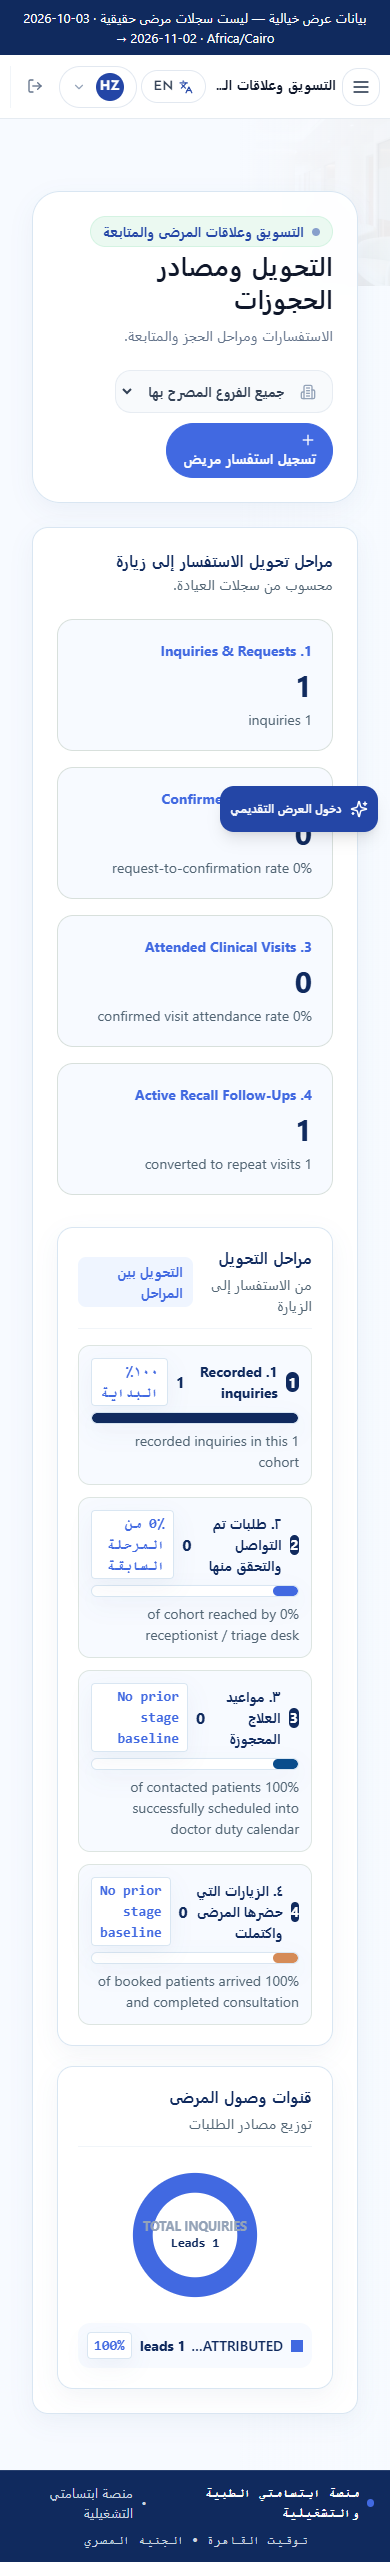 بيانات عرض خيالية — ليست سجلات مرضى حقيقية · 2026-10-03
→ 2026-11-02 · Africa/Cairo
التسويق وعلاقات الـ...
EN
HZ
التسويق وعلاقات المرضى والمتابعة
التحويل ومصادر
الحجوزات
الاستفسارات ومراحل الحجز والمتابعة.
جميع الفروع المصرح بها
تسجيل استفسار مريض
مراحل تحويل الاستفسار إلى زيارة
محسوب من سجلات العيادة.
1. Inquiries & Requests
1
1 inquiries
دخول العرض التقديمي
0
request-to-confirmation rate 0%
3. Attended Clinical Visits
0
confirmed visit attendance rate 0%
4. Active Recall Follow-Ups
1
1 converted to repeat visits
مراحل التحويل
من الاستفسار إلى
الزيارة
التحويل بين
المراحل
1
1. Recorded
inquiries
1
٪١٠٠
البداية
1 recorded inquiries in this
cohort
2
٢. طلبات تم
التواصل
والتحقق منها
0
0٪ من
المرحلة
السابقة
0% of cohort reached by
receptionist / triage desk
3
٣. مواعيد
العلاج
المحجوزة
0
No prior
stage
baseline
100% of contacted patients
successfully scheduled into
doctor duty calendar
4
٤. الزيارات التي
حضرها المرضى
واكتملت
0
No prior
stage
baseline
100% of booked patients arrived
and completed consultation
قنوات وصول المرضى
توزيع مصادر الطلبات
TOTAL INQUIRIES
1 Leads
ATTRIBUTED...
1 leads
100%
منصة ابتسامتي الطبية
والتشغيلية
•
منصة ابتسامتي
التشغيلية
توقيت القاهرة • الجنيه المصري